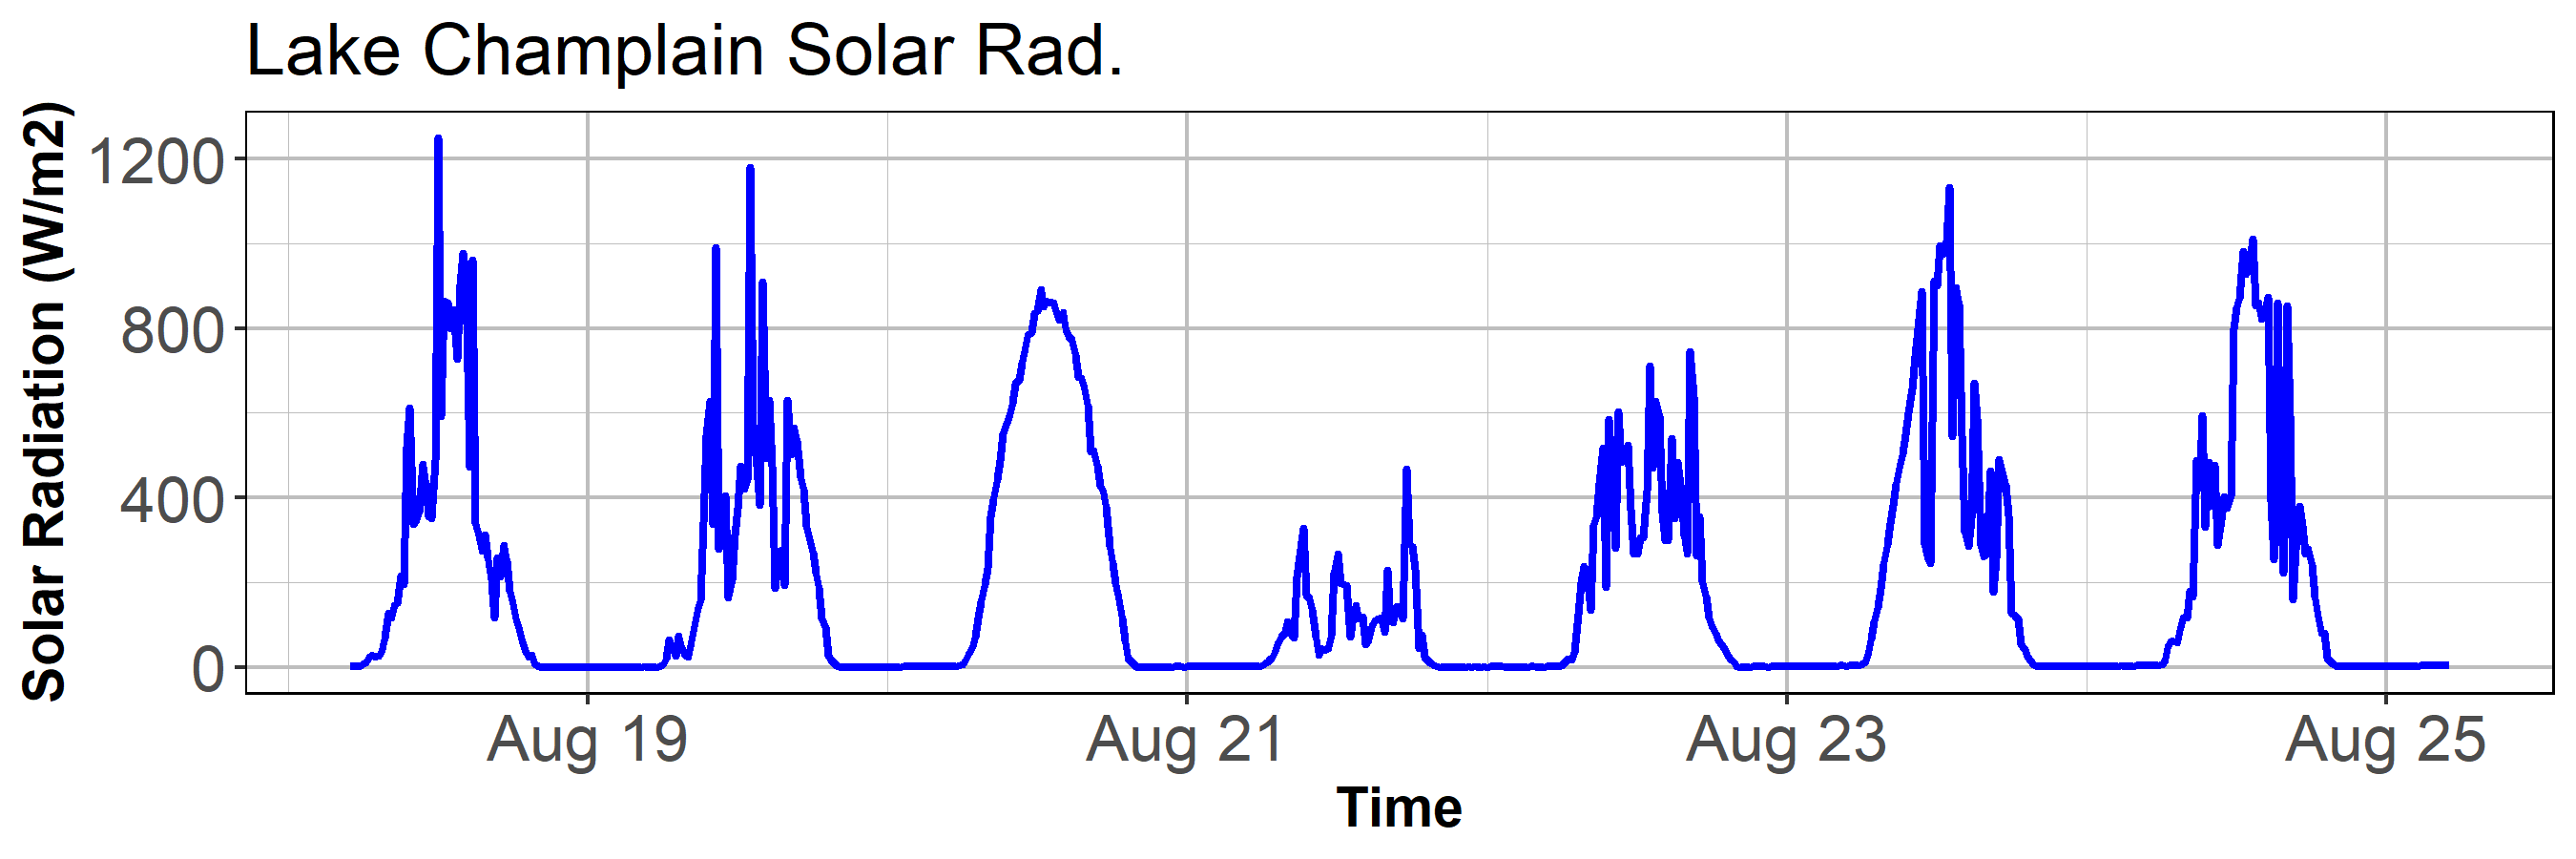 Lake Champlain Solar Rad.
Solar Radiation (W/m2)
1200
800
400
0
Aug 19 Aug 21 Aug 23 Aug 25
Time